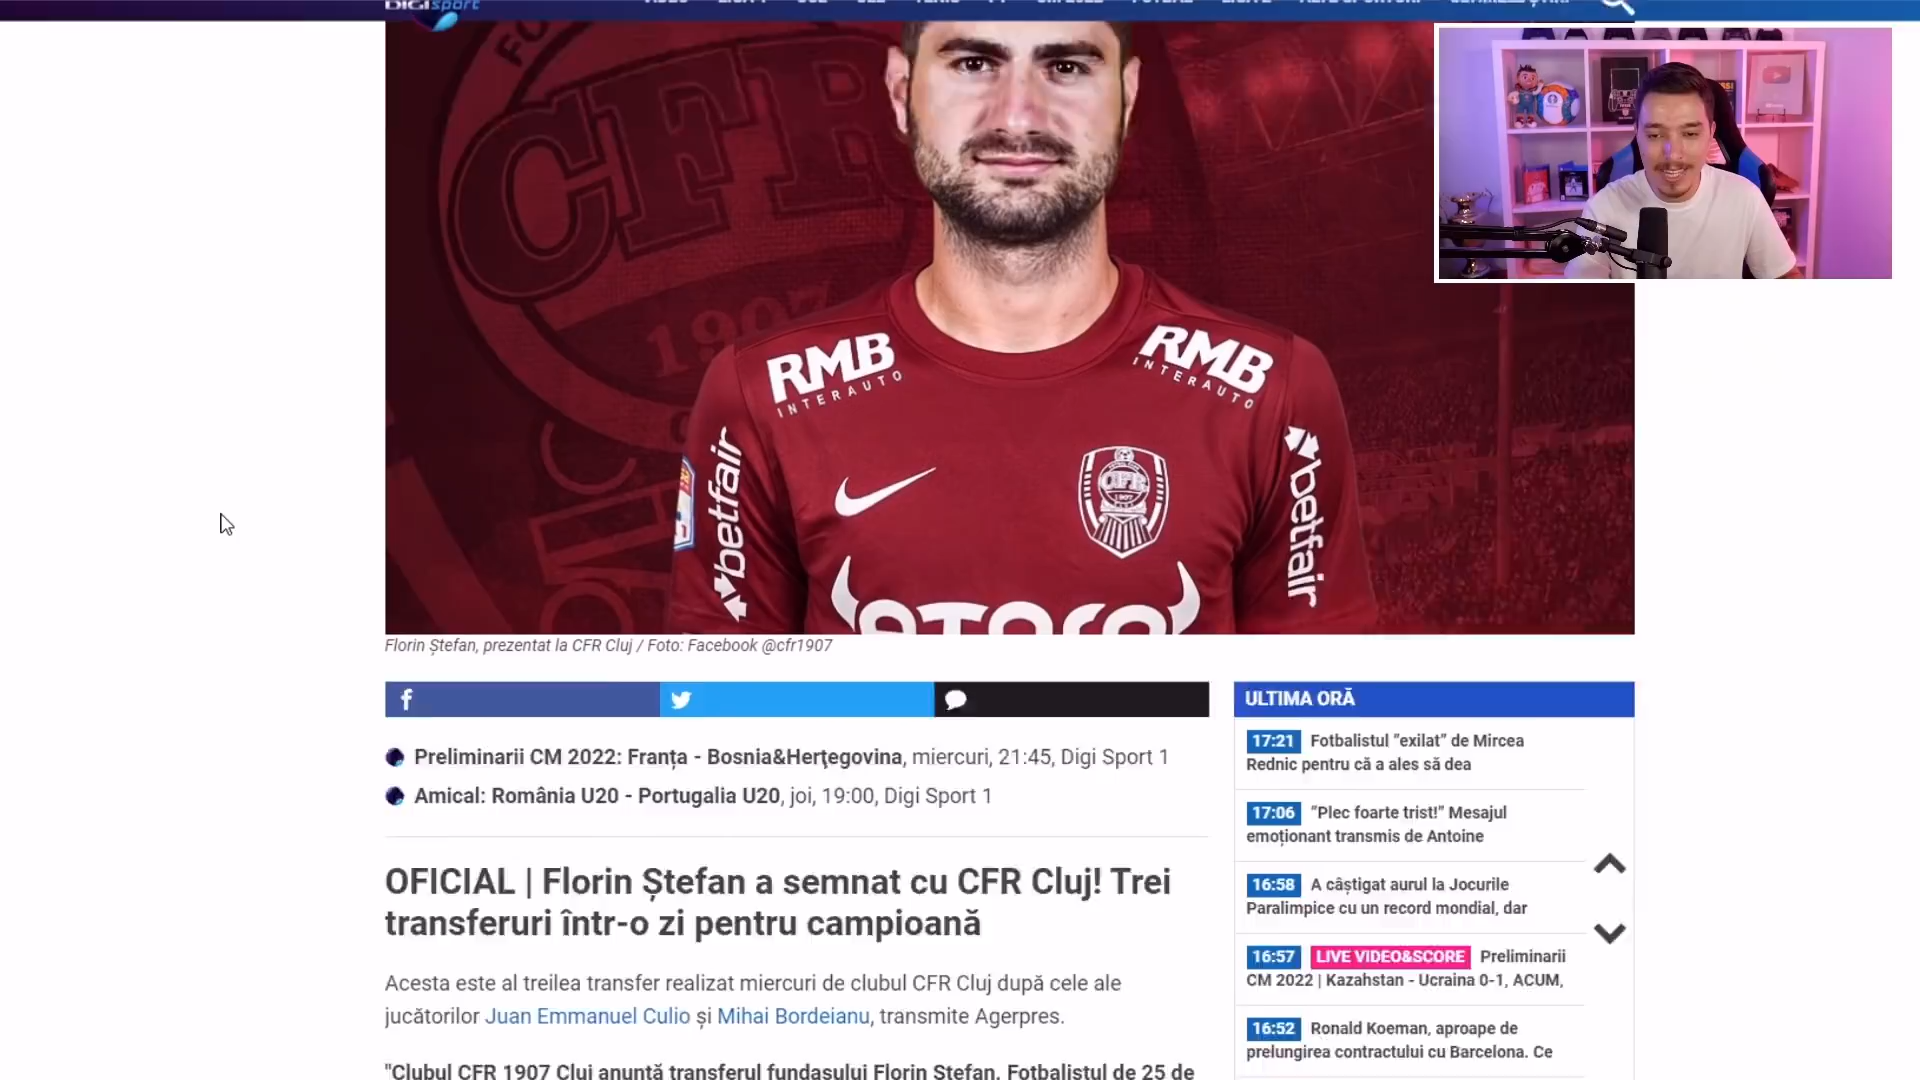 DIGI sport
CFR
1907
RMB
INTERAUTO
RMB
INTERAUTO
betfair
CFR
1907
betfair
Florin Ștefan, prezentat la CFR Cluj / Foto: Facebook @cfr1907
Preliminarii CM 2022: Franța - Bosnia&Herţegovina, miercuri, 21:45, Digi Sport 1
Amical: România U20 - Portugalia U20, joi, 19:00, Digi Sport 1
OFICIAL | Florin Ștefan a semnat cu CFR Cluj! Trei
transferuri într-o zi pentru campioană
Acesta este al treilea transfer realizat miercuri de clubul CFR Cluj după cele ale
jucătorilor Juan Emmanuel Culio și Mihai Bordeianu, transmite Agerpres.
"Clubul CFR 1907 Cluj anunță transferul fundașului Florin Ștefan. Fotbalistul de 25 de
ULTIMA ORĂ
17:21 Fotbalistul ”exilat” de Mircea
Rednic pentru că a ales să dea
17:06 ”Plec foarte trist!” Mesajul
emoționant transmis de Antoine
16:58 A câștigat aurul la Jocurile
Paralimpice cu un record mondial, dar
16:57 LIVE VIDEO&SCORE Preliminarii
CM 2022 | Kazahstan - Ucraina 0-1, ACUM,
16:52 Ronald Koeman, aproape de
prelungirea contractului cu Barcelona. Ce